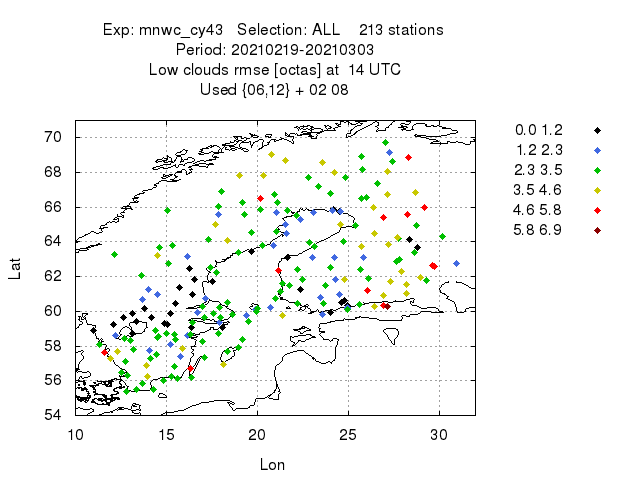 Exp: mnwc_cy43 Selection: ALL 213 stations
Period: 20210219-20210303
Low clouds rmse [octas] at 14 UTC
Used {06,12} + 02 08
70
68
66
64
62
60
58
56
54
10 15 20 25 30
Lat
Lon
0.0 1.2
1.2 2.3
2.3 3.5
3.5 4.6
4.6 5.8
5.8 6.9